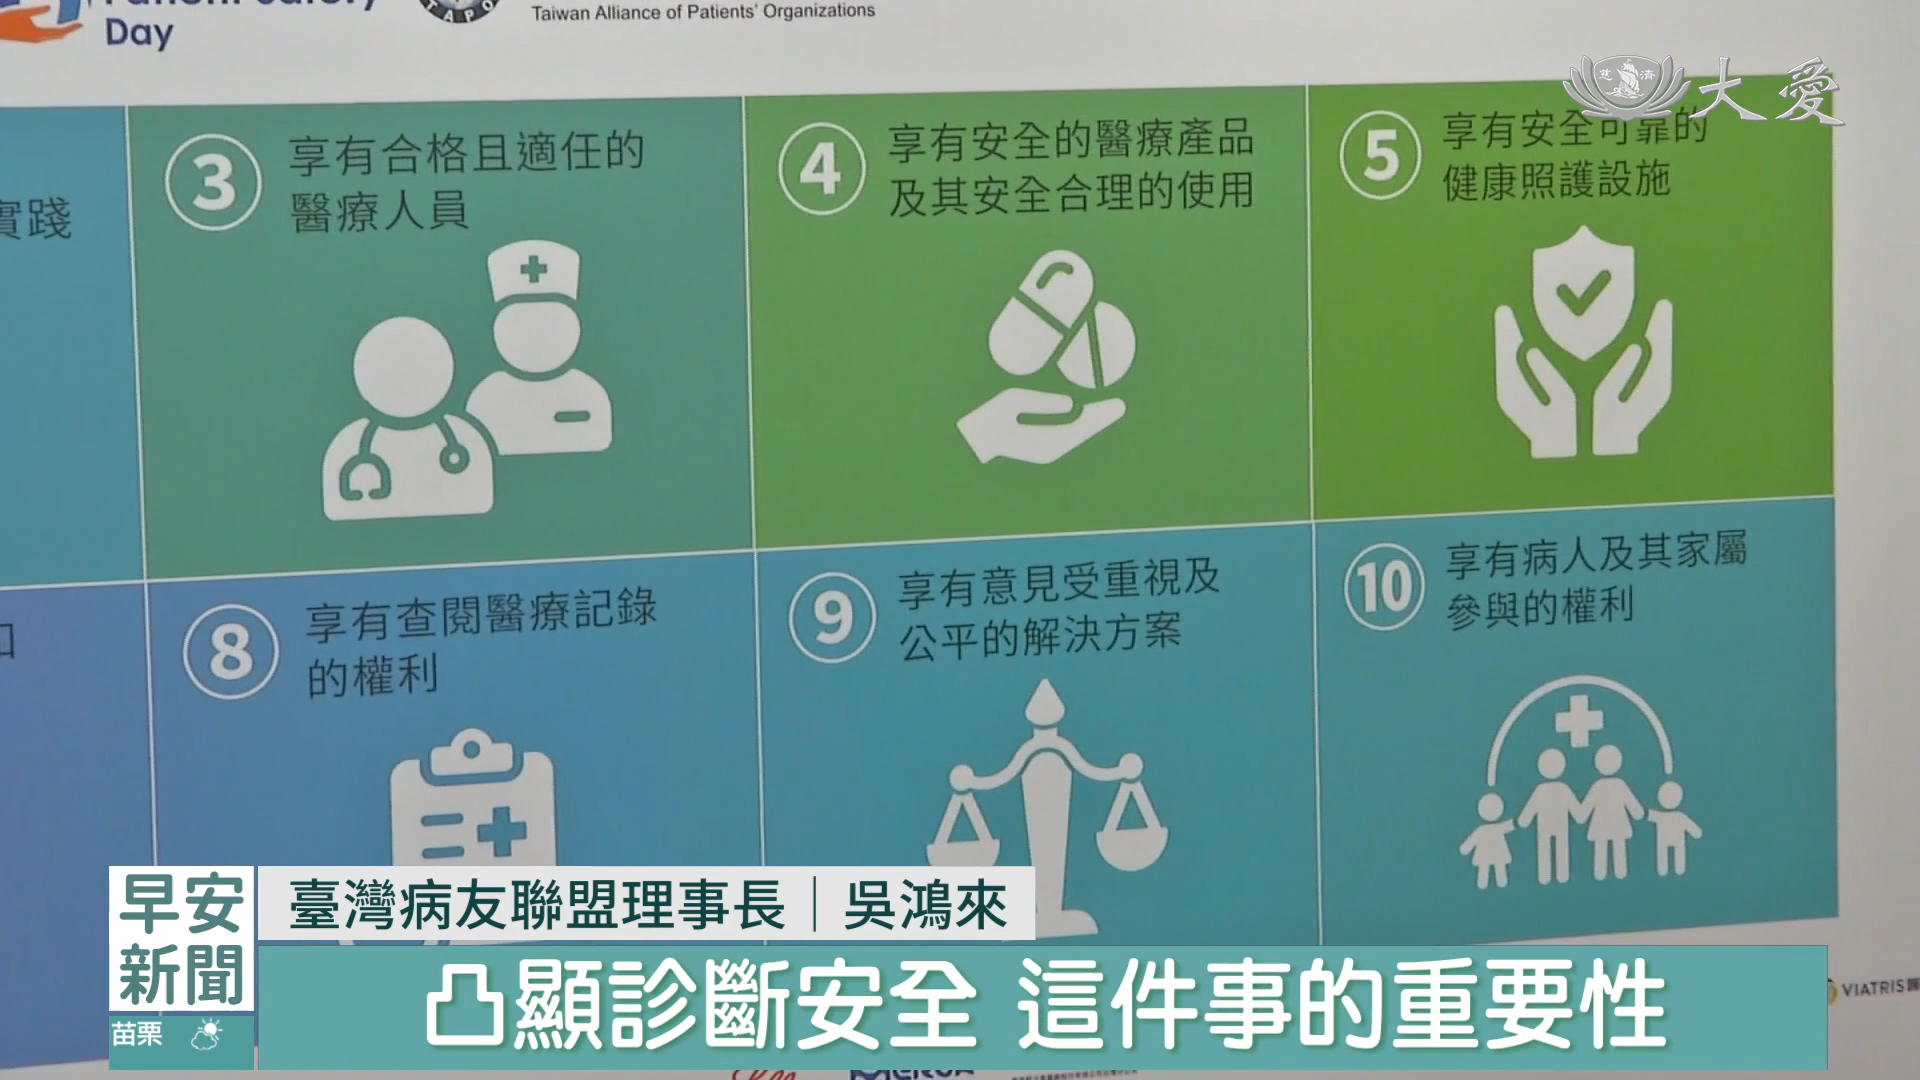 Day
TAPO
Taiwan Alliance of Patients' Organizations
慈濟
大愛
實踐
3
享有合格且適任的
醫療人員
4
享有安全的醫療產品
及其安全合理的使用
5
享有安全可靠的
健康照護設施
8
享有查閱醫療記錄
的權利
9
享有意見受重視及
公平的解決方案
10
享有病人及其家屬
參與的權利
早安
新聞
臺灣病友聯盟理事長｜吳鴻來
凸顯診斷安全 這件事的重要性
苗栗
VIATRIS